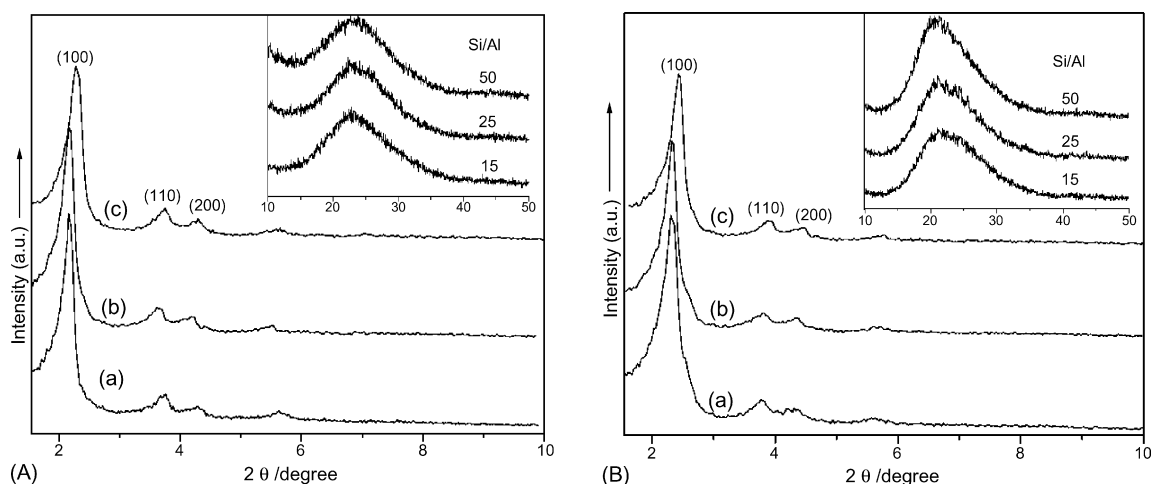 (100)
Si/Al
50
25
15
10 20 30 40 50
(110)
(200)
(c)
(b)
(a)
Intensity (a.u.)
2 4 6 8 10
2 θ /degree
(A)
(100)
Si/Al
50
25
15
10 20 30 40 50
(110)
(200)
(c)
(b)
(a)
Intensity (a.u.)
2 4 6 8 10
2 θ /degree
(B)